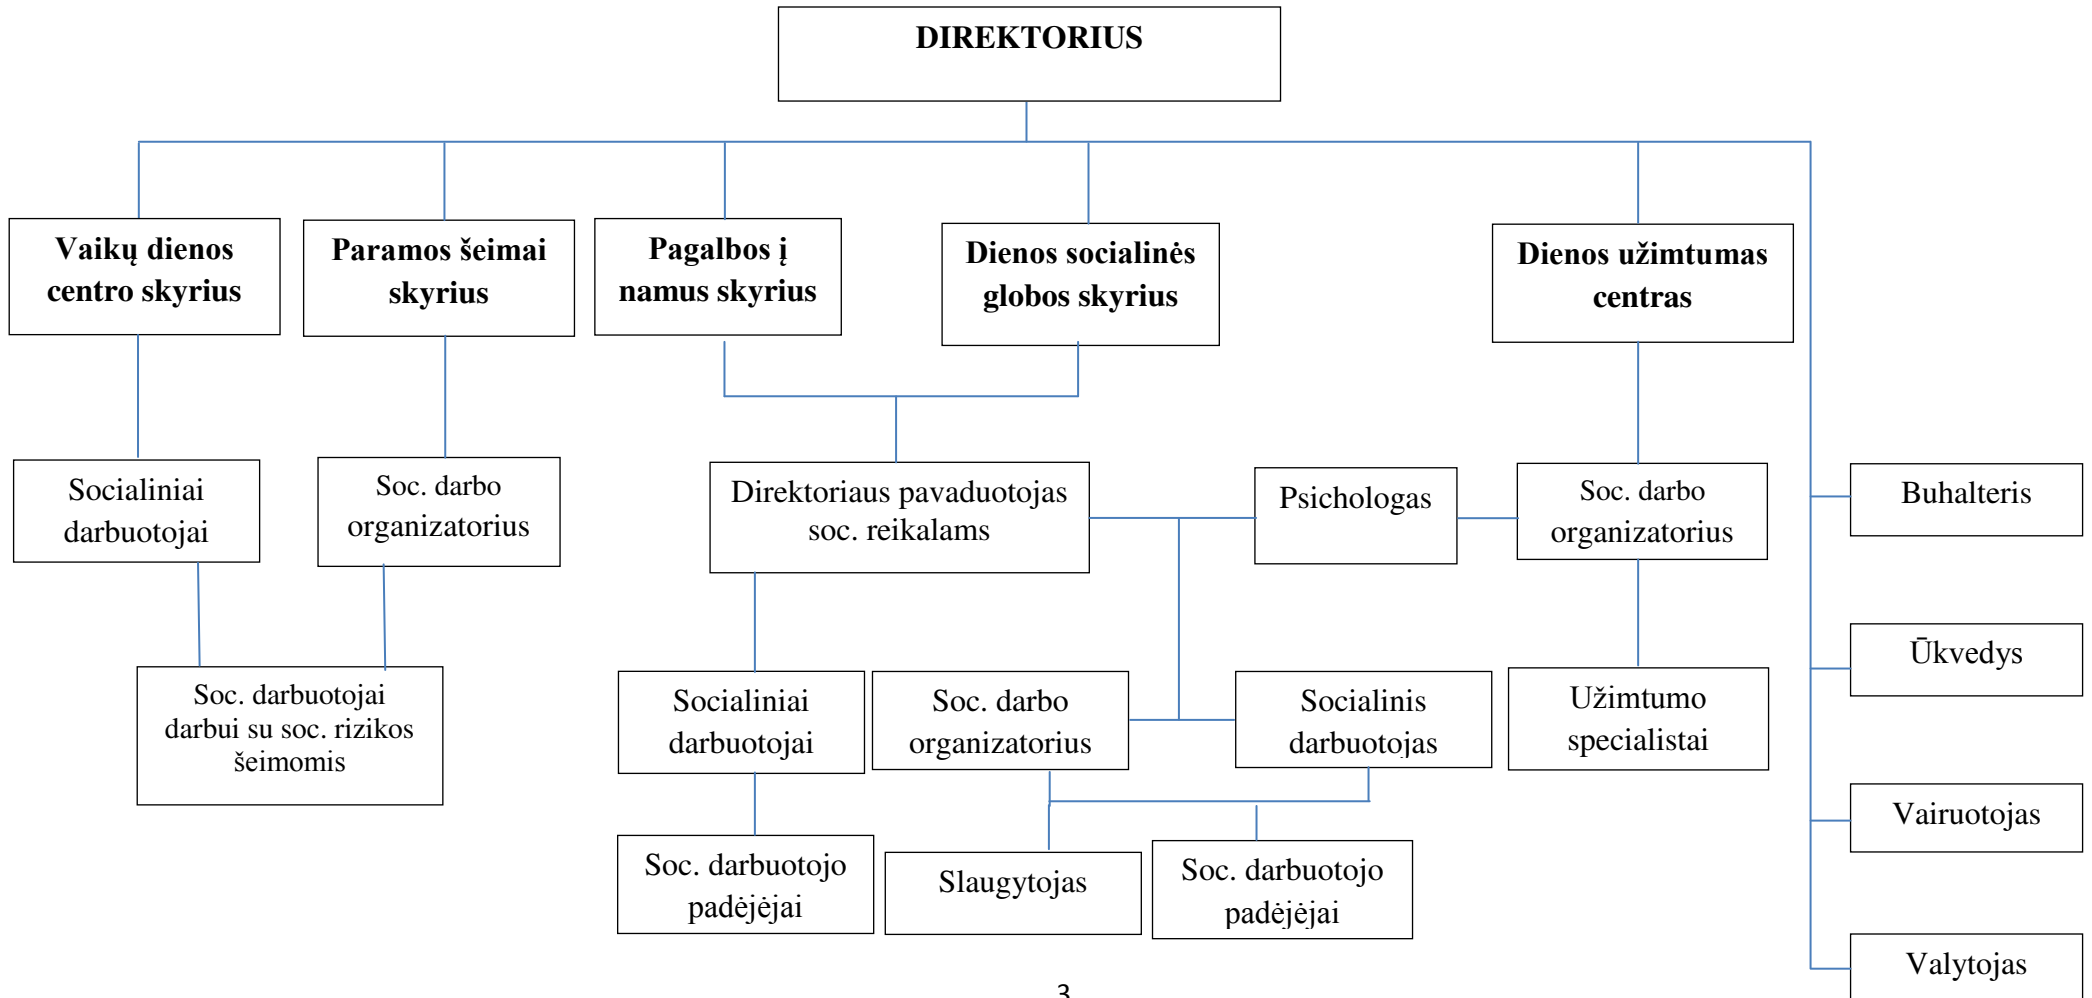 DIREKTORIUS
Vaikų dienos
centro skyrius
Paramos šeimai
skyrius
Pagalbos į
namus skyrius
Dienos socialinės
globos skyrius
Dienos užimtumas
centras
Socialiniai
darbuotojai
Soc. darbo
organizatorius
Direktoriaus pavaduotojas
soc. reikalams
Psichologas
Soc. darbo
organizatorius
Buhalteris
Ūkvedys
Soc. darbuotojai
darbui su soc. rizikos
šeimomis
Socialiniai
darbuotojai
Soc. darbo
organizatorius
Socialinis
darbuotojas
Užimtumo
specialistai
Vairuotojas
Soc. darbuotojo
padėjėjai
Slaugytojas
Soc. darbuotojo
padėjėjai
Valytojas
3